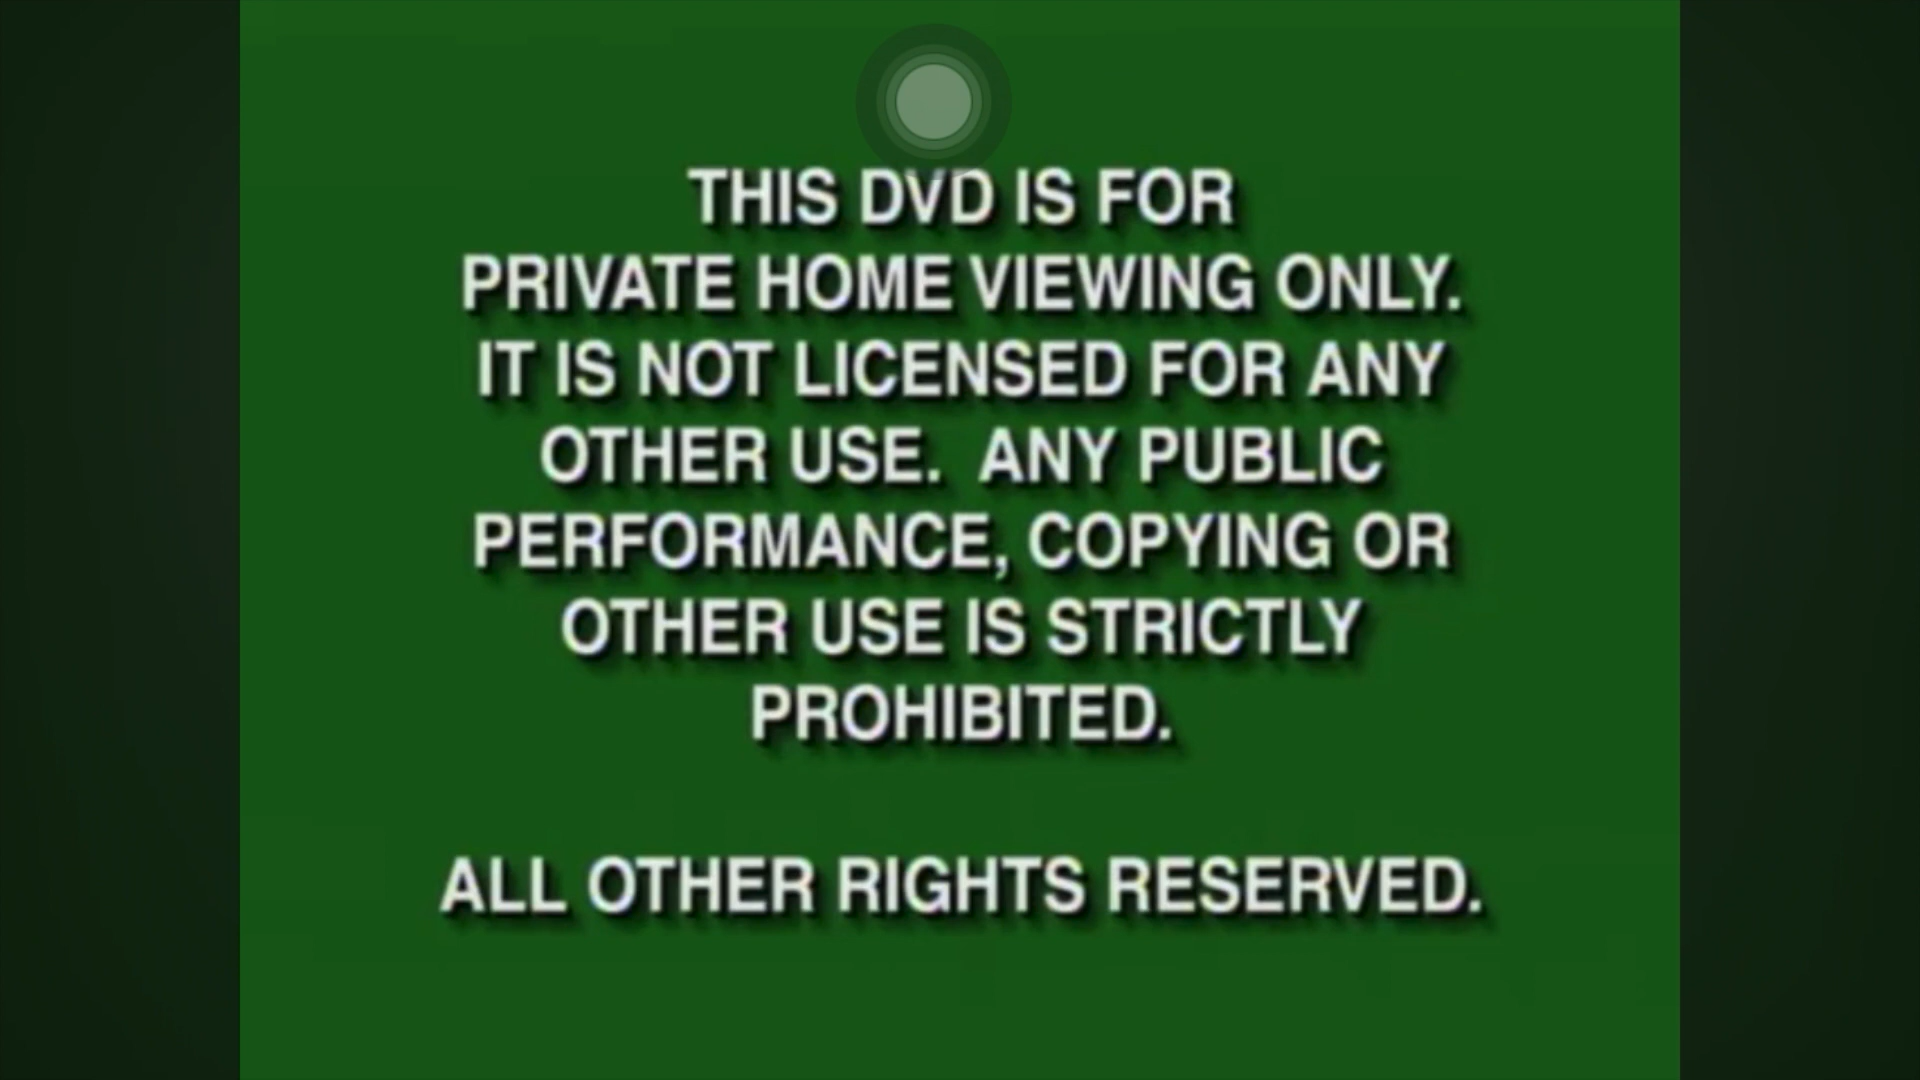 THIS DVD IS FOR
PRIVATE HOME VIEWING ONLY.
IT IS NOT LICENSED FOR ANY
OTHER USE.  ANY PUBLIC
PERFORMANCE, COPYING OR
OTHER USE IS STRICTLY
PROHIBITED.
ALL OTHER RIGHTS RESERVED.